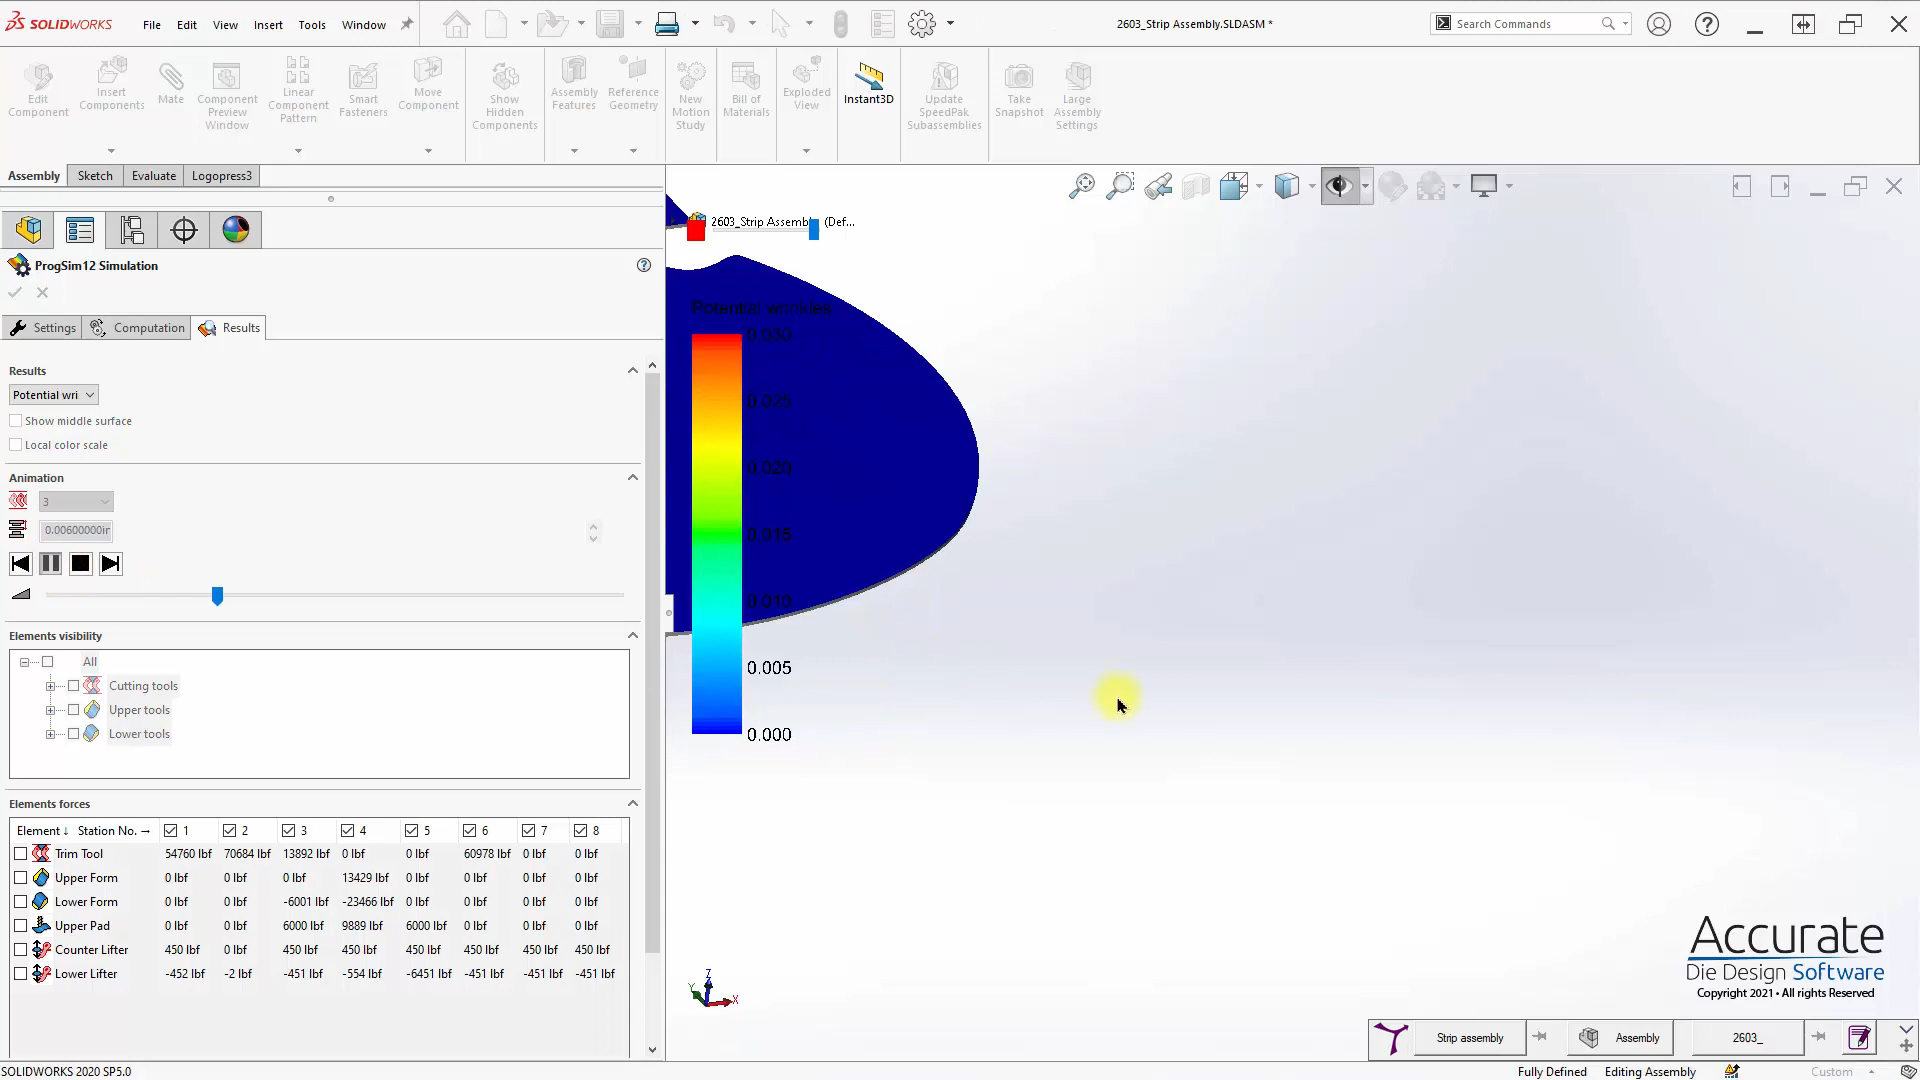 SOLIDWORKS
File Edit View Insert Tools Window
2603_Strip Assembly.SLDASM *
Search Commands
Edit Component
Insert Components
Mate
Component Preview Window
Linear Component Pattern
Smart Fasteners
Move Component
Show Hidden Components
Assembly Features
Reference Geometry
New Motion Study
Bill of Materials
Exploded View
Instant3D
Update SpeedPak Subassemblies
Take Snapshot
Large Assembly Settings
Assembly Sketch Evaluate Logopress3
2603_Strip Assembl (Def...
ProgSim12 Simulation
Settings Computation Results
Results
Potential wri
Show middle surface
Local color scale
Animation
3
0.00600000in
Elements visibility
All
Cutting tools
Upper tools
Lower tools
Elements forces
Element↓ Station No. → 1 2 3 4 5 6 7 8
Trim Tool 54760 lbf 70684 lbf 13892 lbf 0 lbf 0 lbf 60978 lbf 0 lbf 0 lbf
Upper Form 0 lbf 0 lbf 0 lbf 13429 lbf 0 lbf 0 lbf 0 lbf 0 lbf
Lower Form 0 lbf 0 lbf -6001 lbf -23466 lbf 0 lbf 0 lbf 0 lbf 0 lbf
Upper Pad 0 lbf 0 lbf 6000 lbf 9889 lbf 6000 lbf 0 lbf 0 lbf 0 lbf
Counter Lifter 450 lbf 0 lbf 450 lbf 450 lbf 450 lbf 450 lbf 450 lbf 450 lbf
Lower Lifter -452 lbf -2 lbf -451 lbf -554 lbf -6451 lbf -451 lbf -451 lbf -451 lbf
Potential wrinkles
0.030
0.025
0.020
0.015
0.010
0.005
0.000
Z
Y
X
Accurate
Die Design Software
Copyright 2021 • All rights Reserved
Strip assembly Assembly 2603_
SOLIDWORKS 2020 SP5.0
Fully Defined Editing Assembly Custom